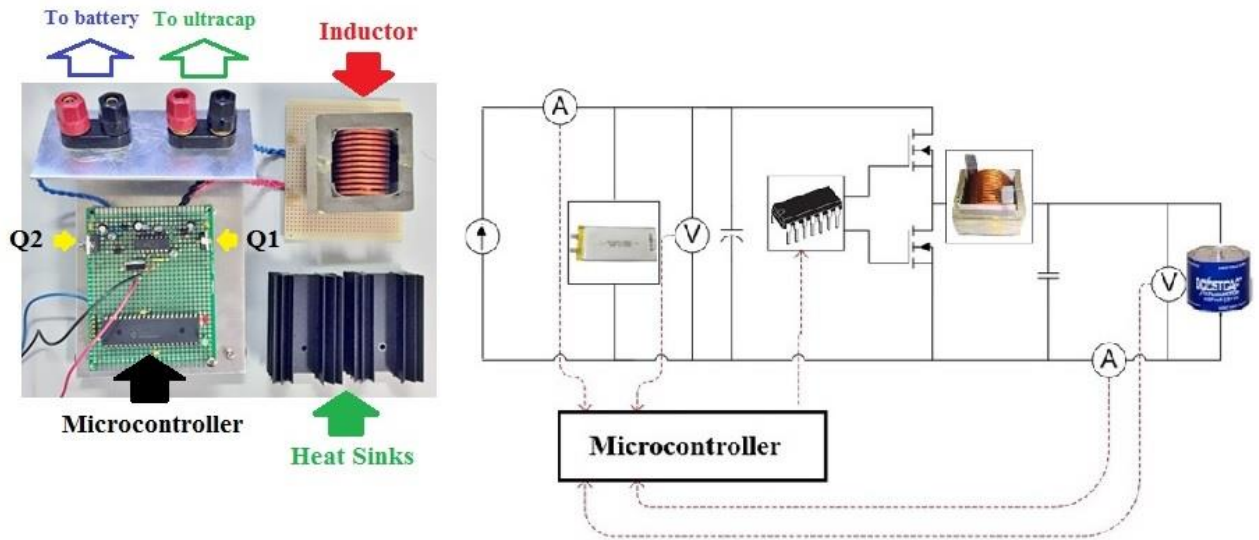 To battery
To ultracap
Inductor
Q2
Q1
Microcontroller
Heat Sinks
A
V
V
A
Microcontroller